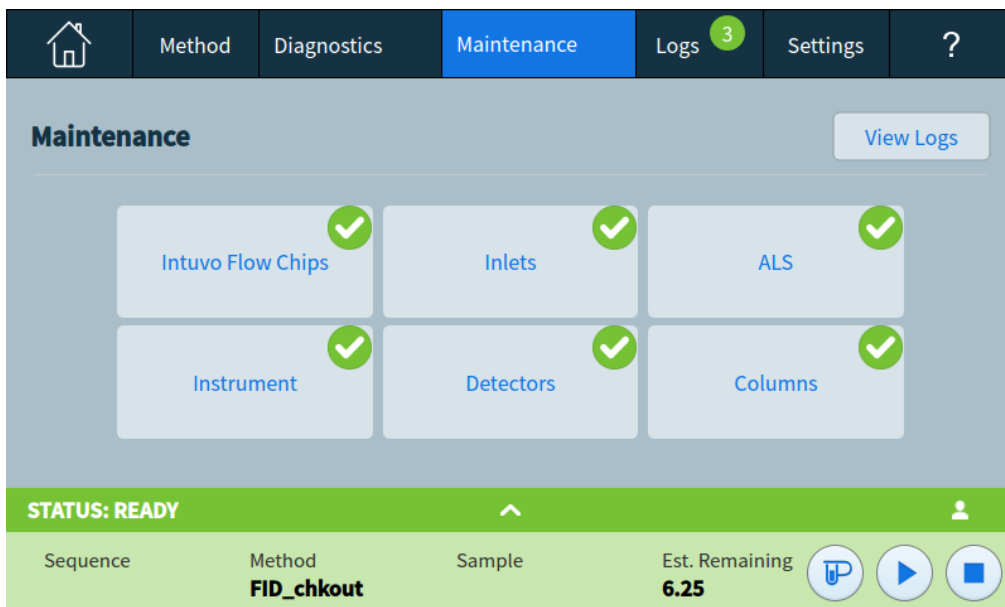 Method Diagnostics Maintenance Logs 3 Settings ?
Maintenance View Logs
Intuvo Flow Chips Inlets ALS
Instrument Detectors Columns
STATUS: READY
Sequence Method Sample Est. Remaining
FID_chkout 6.25